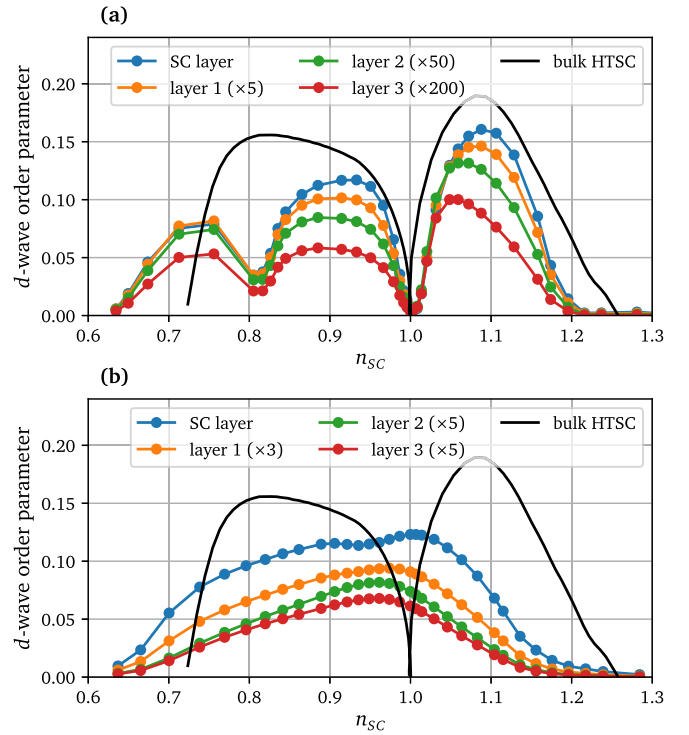 (a)
SC layer
layer 1 (×5)
layer 2 (×50)
layer 3 (×200)
bulk HTSC
d-wave order parameter
0.20
0.15
0.10
0.05
0.00
0.6 0.7 0.8 0.9 1.0 1.1 1.2 1.3
n_SC
(b)
SC layer
layer 1 (×3)
layer 2 (×5)
layer 3 (×5)
bulk HTSC
d-wave order parameter
0.20
0.15
0.10
0.05
0.00
0.6 0.7 0.8 0.9 1.0 1.1 1.2 1.3
n_SC